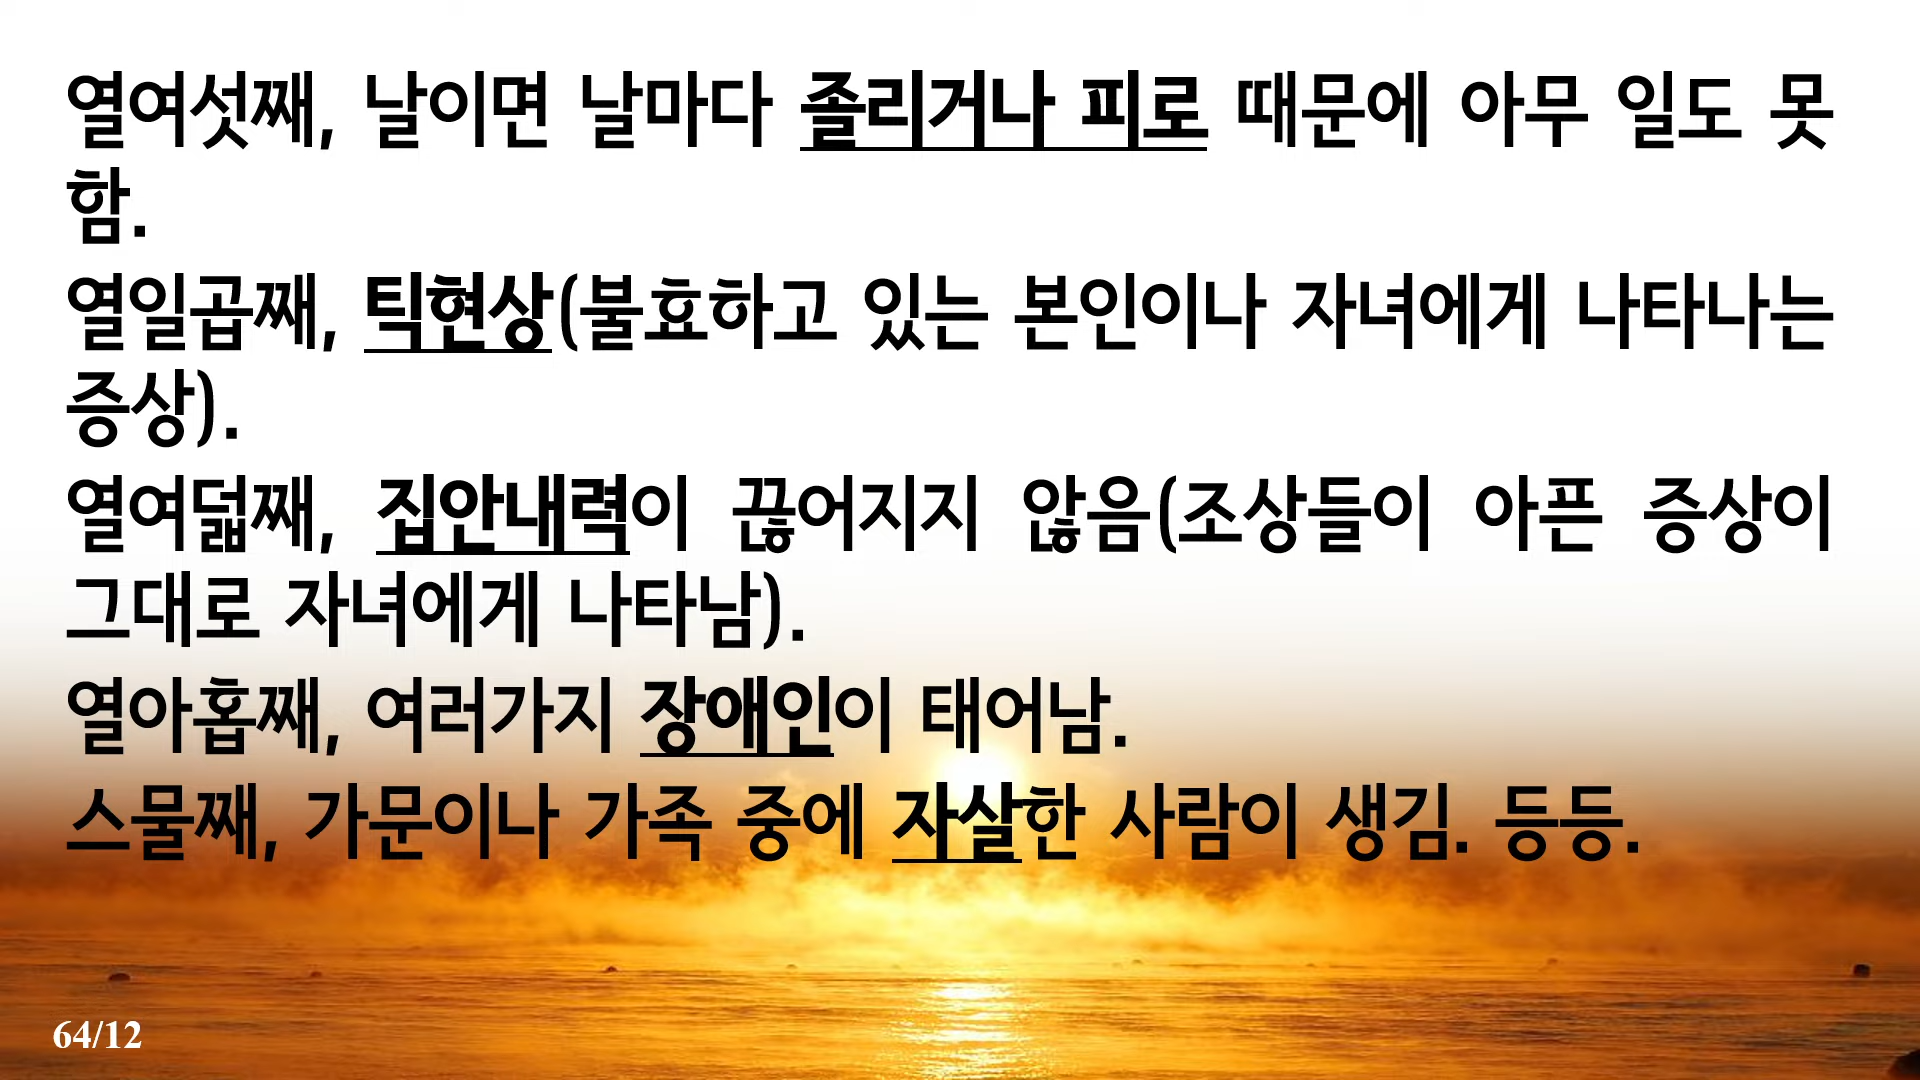 열여섯째, 날이면 날마다 졸리거나 피로 때문에 아무 일도 못
함.
열일곱째, 틱현상(불효하고 있는 본인이나 자녀에게 나타나는
증상).
열여덟째, 집안내력이 끊어지지 않음(조상들이 아픈 증상이
그대로 자녀에게 나타남).
열아홉째, 여러가지 장애인이 태어남.
스물째, 가문이나 가족 중에 자살한 사람이 생김. 등등.
64/12